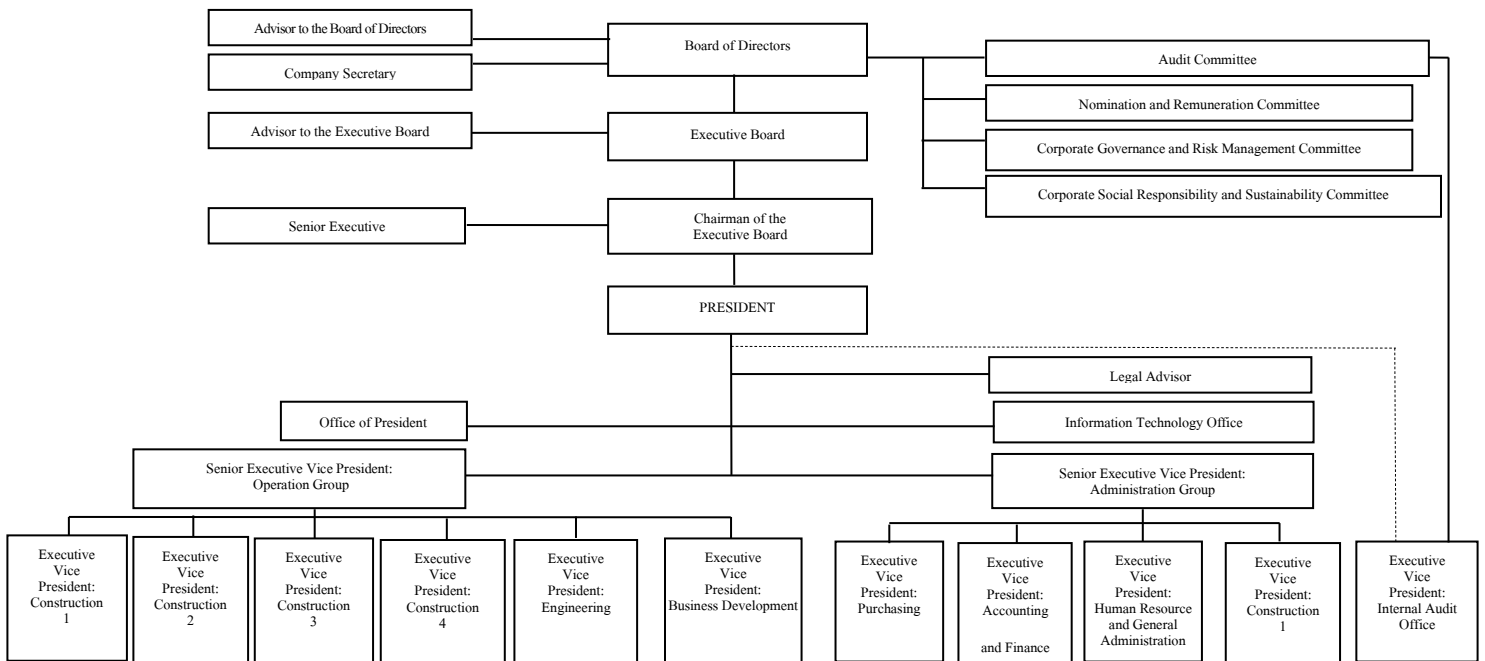 Advisor to the Board of Directors
Board of Directors
Company Secretary
Audit Committee
Nomination and Remuneration Committee
Advisor to the Executive Board
Executive Board
Corporate Governance and Risk Management Committee
Corporate Social Responsibility and Sustainability Committee
Senior Executive
Chairman of the
Executive Board
PRESIDENT
Legal Advisor
Office of President
Information Technology Office
Senior Executive Vice President:
Operation Group
Senior Executive Vice President:
Administration Group
Executive
Vice
President:
Construction
1
Executive
Vice
President:
Construction
2
Executive
Vice
President:
Construction
3
Executive
Vice
President:
Construction
4
Executive
Vice
President:
Engineering
Executive
Vice
President:
Business Development
Executive
Vice
President:
Purchasing
Executive
Vice
President:
Accounting
and Finance
Executive
Vice
President:
Human Resource
and General
Administration
Executive
Vice
President:
Construction
1
Executive
Vice
President:
Internal Audit
Office